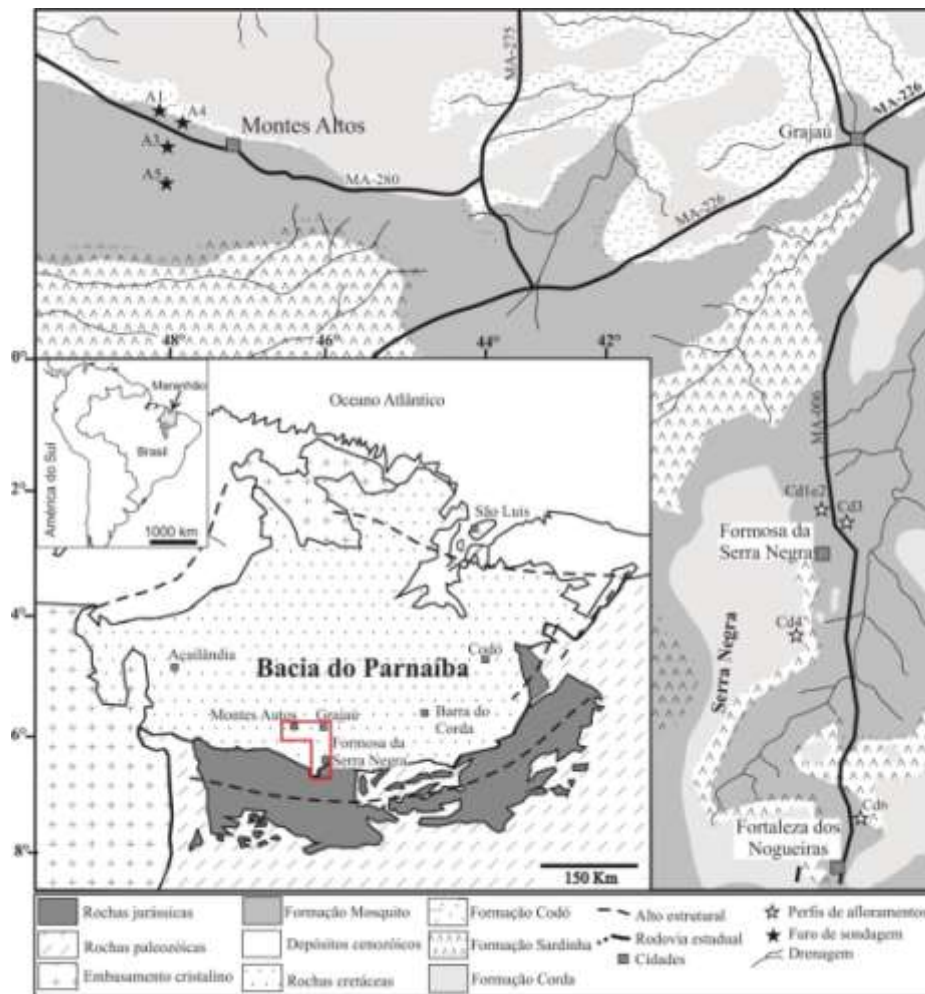 MA-275
MA-226
A1
A4
Montes Altos
Grajaú
A3
A5
MA-280
MA-226
48°
46°
44°
42°
0°
Maranhão
Oceano Atlântico
Brasil
América do Sul
MA-006
2°
Cd1e2
Cd3
São Luis
1000 km
Formosa da
Serra Negra
4°
Cd4
Açailândia
Codó
Serra Negra
Bacia do Parnaíba
Montes Autos
Grajaú
Barra do
Corda
6°
Formosa da
Serra Negra
Fortaleza dos
Nogueiras
8°
150 Km
Rochas jurássicas
Formação Mosquito
Formação Codó
Alto estrutural
Perfis de afloramentos
Rochas paleozóicas
Depósitos cenozóicos
Formação Sardinha
Rodovia estadual
Furo de sondagem
Cidades
Drenagem
Embasamento cristalino
Rochas cretáceas
Formação Corda